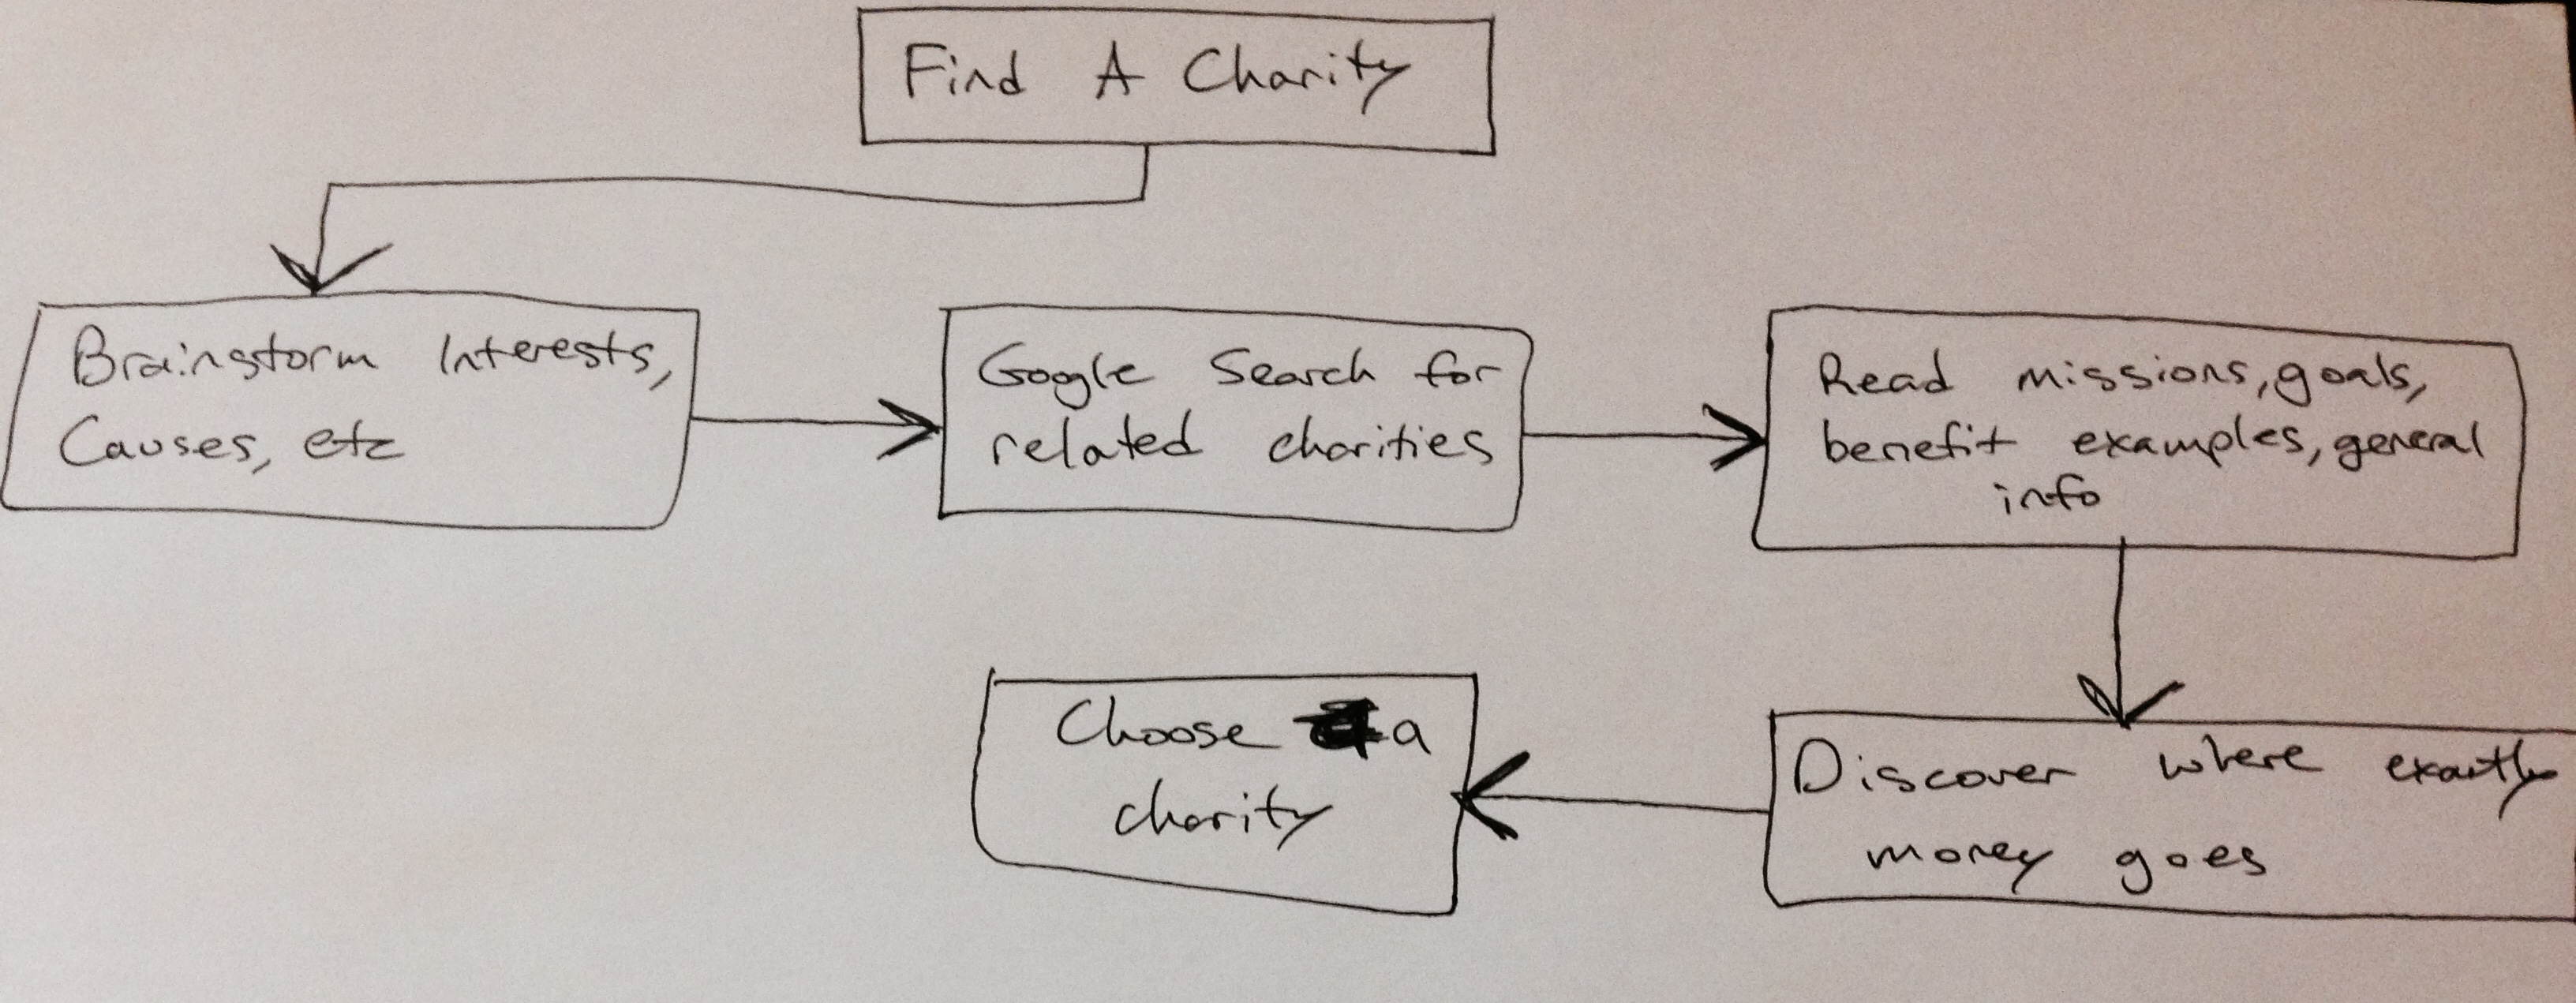 Find A Charity
Brainstorm Interests,
Causes, etc
Google Search for
related charities
Read missions, goals,
benefit examples, general
info
Discover where exactly
money goes
Choose a
charity